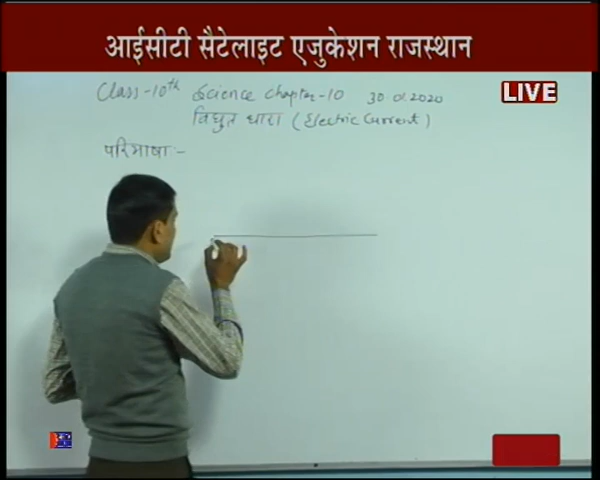 आईसीटी सैटेलाइट एजुकेशन राजस्थान
LIVE
Class-10th Science Chapter-10 30.01.2020
विधुत धारा (Electric Current)
परिभाषा:-